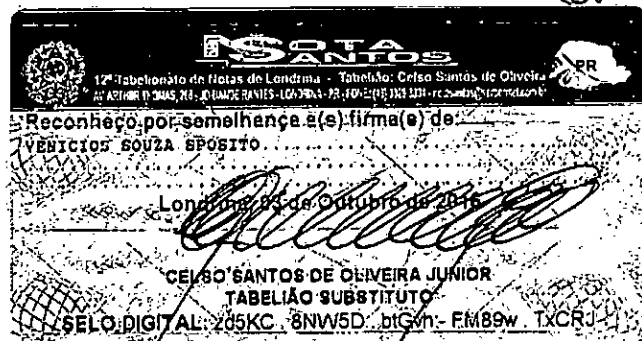 NOTA
SANTOS
12º Tabelionato de Notas de Londrina - Tabelião: Celso Santos de Oliveira
PR
Reconheço por semelhança a(s) firma(s) de:
VENICIOS SOUZA SPOSITO
Londrina, 03 de Outubro de 2016
CELSO SANTOS DE OLIVEIRA JUNIOR
TABELIÃO SUBSTITUTO
SELO DIGITAL: zd5KC . 8NW5D . btGvh - FM89w . TxCRJ